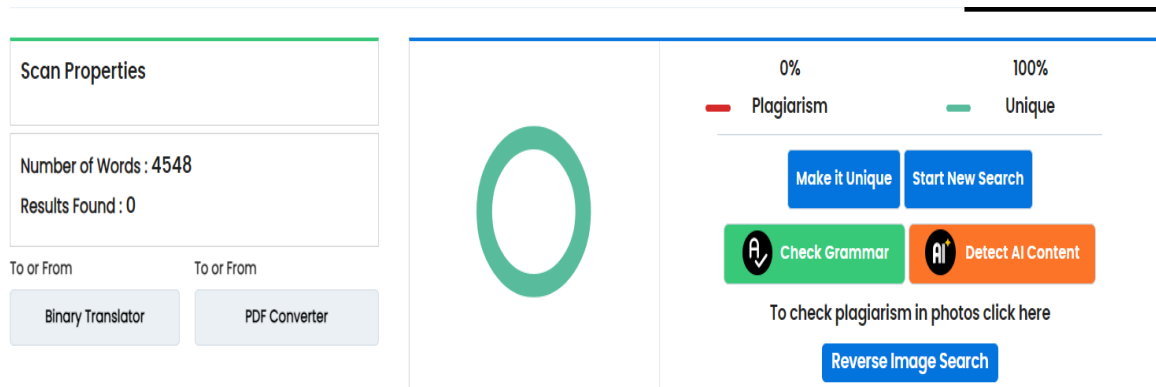 Scan Properties
Number of Words : 4548
Results Found : 0
To or From To or From
Binary Translator PDF Converter
0% 100%
Plagiarism Unique
Make it Unique Start New Search
Check Grammar AI Detect AI Content
To check plagiarism in photos click here
Reverse Image Search